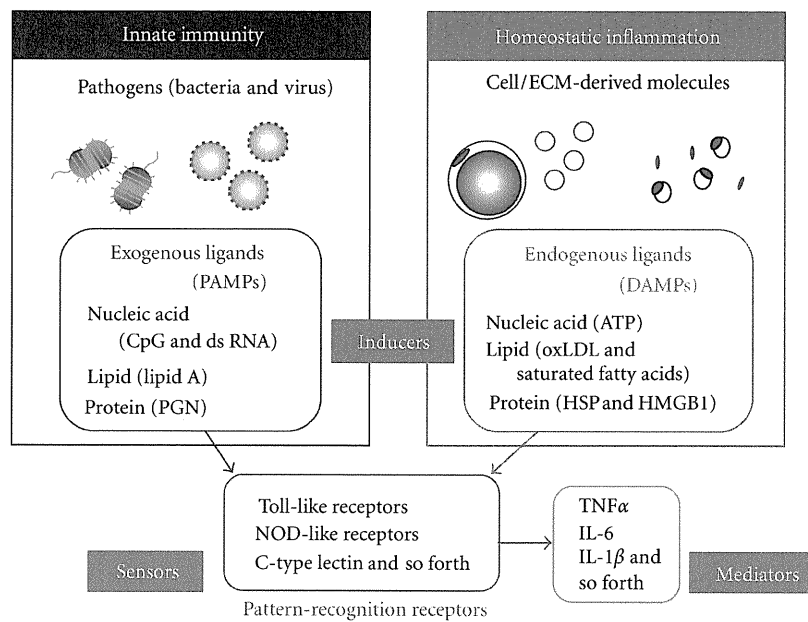 Innate immunity
Pathogens (bacteria and virus)
Exogenous ligands
(PAMPs)
Nucleic acid
(CpG and ds RNA)
Lipid (lipid A)
Protein (PGN)
Homeostatic inflammation
Cell/ECM-derived molecules
Endogenous ligands
(DAMPs)
Nucleic acid (ATP)
Lipid (oxLDL and
saturated fatty acids)
Protein (HSP and HMGB1)
Inducers
Toll-like receptors
NOD-like receptors
C-type lectin and so forth
Sensors
Pattern-recognition receptors
TNFα
IL-6
IL-1β and
so forth
Mediators